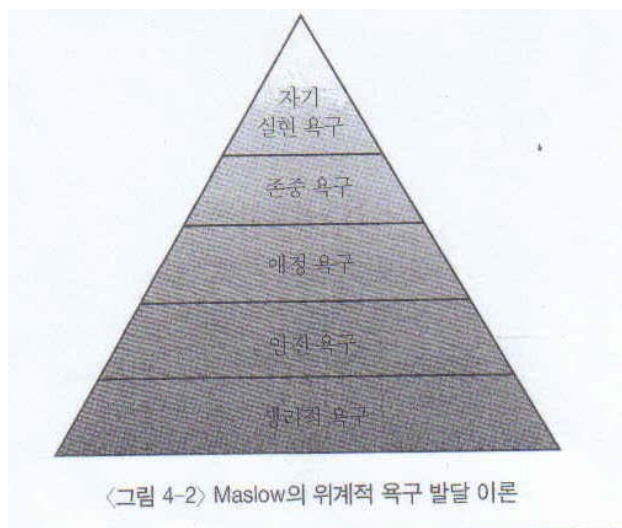 자기
실현 욕구
존중 욕구
애정 욕구
안전 욕구
생리적 욕구
〈그림 4-2〉 Maslow의 위계적 욕구 발달 이론